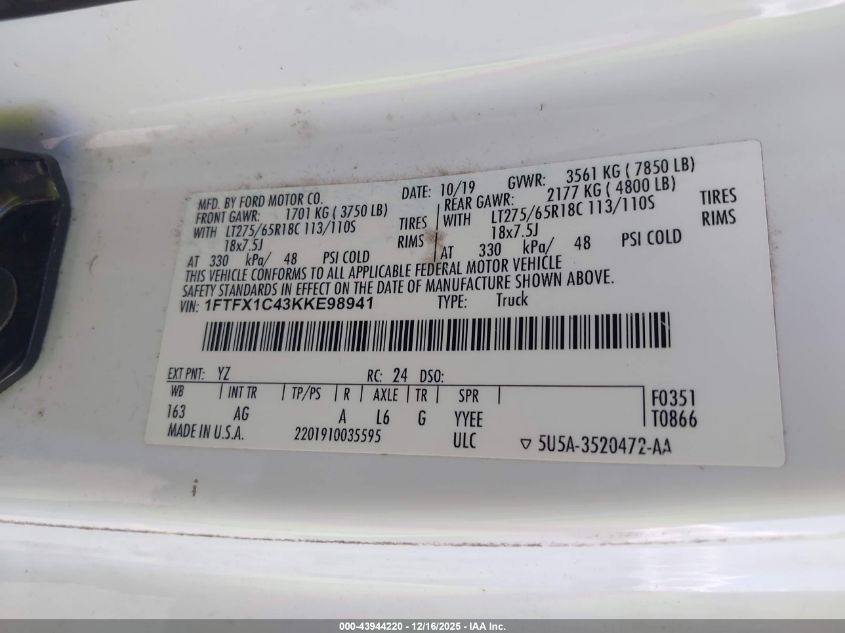 MFD. BY FORD MOTOR CO. DATE: 10/19 GVWR: 3561 KG ( 7850 LB)
FRONT GAWR: 1701 KG ( 3750 LB) REAR GAWR: 2177 KG ( 4800 LB)
WITH LT275/65R18C 113/110S TIRES WITH LT275/65R18C 113/110S TIRES
18x7.5J RIMS 18x7.5J RIMS
AT 330 kPa/ 48 PSI COLD AT 330 kPa/ 48 PSI COLD
THIS VEHICLE CONFORMS TO ALL APPLICABLE FEDERAL MOTOR VEHICLE
SAFETY STANDARDS IN EFFECT ON THE DATE OF MANUFACTURE SHOWN ABOVE.
VIN: 1FTFX1C43KKE98941 TYPE: Truck
EXT PNT: YZ RC: 24 DSO:
WB INT TR TP/PS R AXLE TR SPR F0351
163 AG A L6 G YYEE T0866
MADE IN U.S.A. 2201910035595 ULC 5U5A-3520472-AA
000-43944220 - 12/16/2025 - IAA Inc.